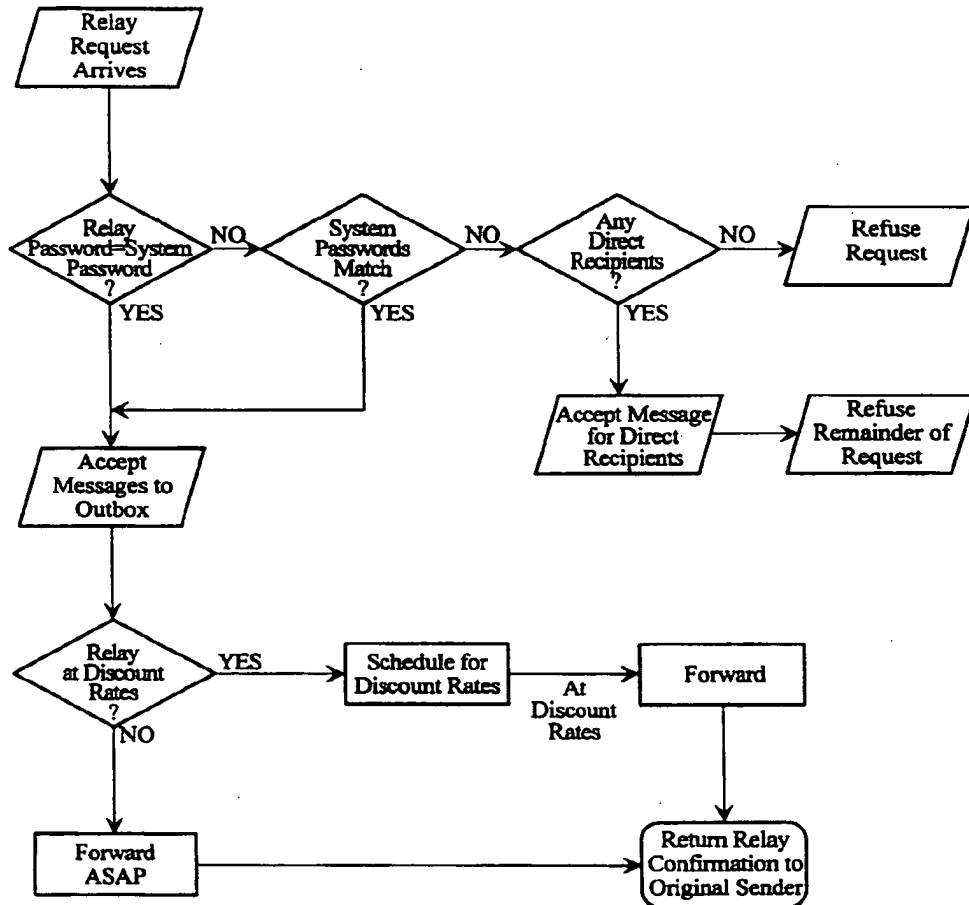 Relay
Request
Arrives
Relay
Password=System
Password
?
NO
YES
System
Passwords
Match
?
NO
YES
Any
Direct
Recipients
?
NO
YES
Refuse
Request
Accept Message
for Direct
Recipients
Refuse
Remainder of
Request
Accept
Messages to
Outbox
Relay
at Discount
Rates
?
YES
NO
Schedule for
Discount Rates
At
Discount
Rates
Forward
Forward
ASAP
Return Relay
Confirmation to
Original Sender